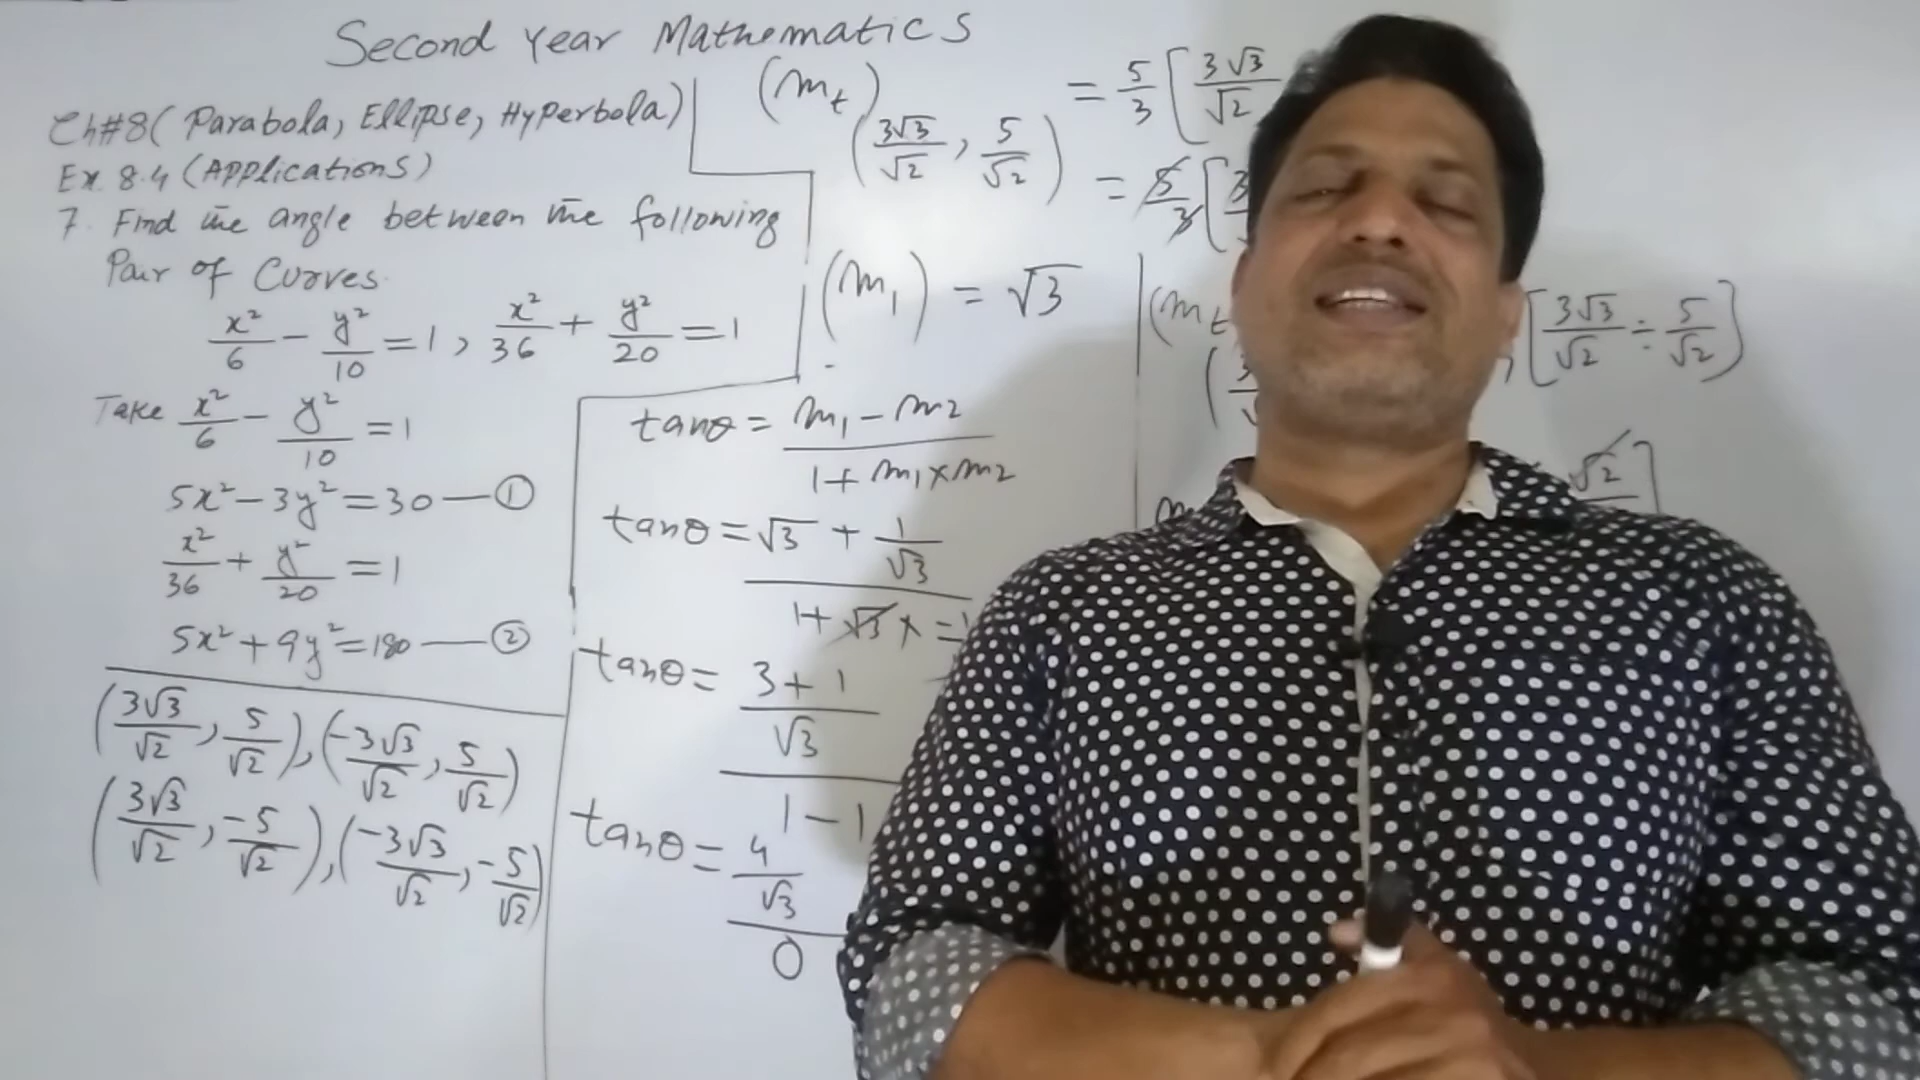 Second Year Mathematics
Ch#8( Parabola, Ellipse, Hyperbola)
Ex. 8.4 (Applications)
7. Find the angle between the following
Pair of Curves.
x²/6 - y²/10 = 1, x²/36 + y²/20 = 1
Take x²/6 - y²/10 = 1
5x² - 3y² = 30 — ①
x²/36 + y²/20 = 1
5x² + 9y² = 180 — ②
(3√3/√2, 5/√2), (-3√3/√2, 5/√2)
(3√3/√2, -5/√2), (-3√3/√2, -5/√2)
(m_t) (3√3/√2, 5/√2) = 5/3 [3√3/√2
= 5/3 [3
(m₁) = √3
tanθ = (m₁ - m₂)/(1 + m₁×m₂)
tanθ = (√3 + 1/√3)/(1 + √3 × -1
tanθ = ((3+1)/√3)/(1-1
tanθ = (4/√3)/0
(m_t
(3
[3√3/√2 ÷ 5/√2]
m
√2]